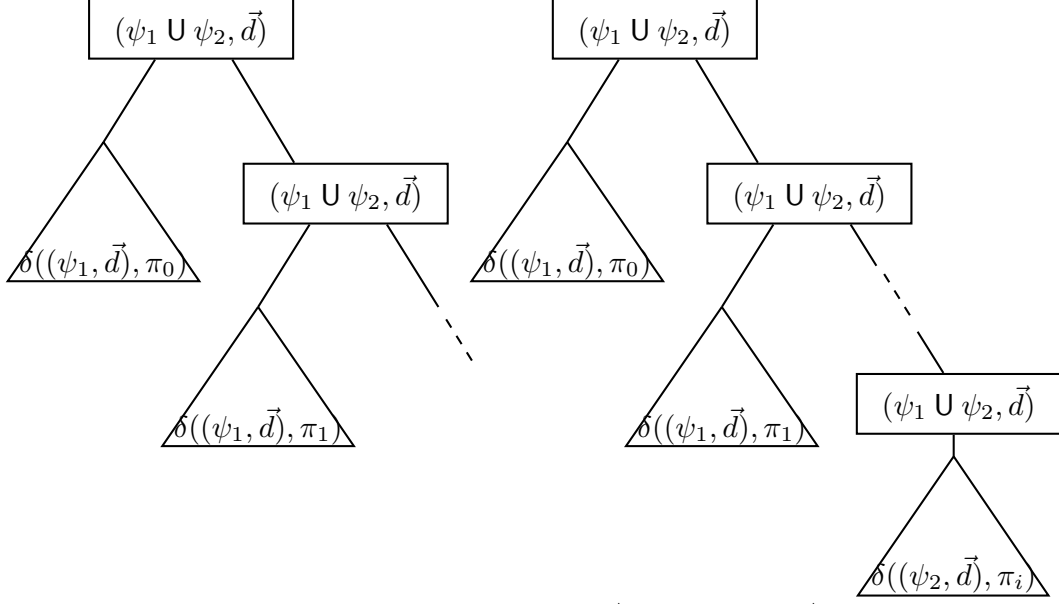 (ψ₁ U ψ₂, d⃗)
(ψ₁ U ψ₂, d⃗)
δ((ψ₁, d⃗), π₀)
δ((ψ₁, d⃗), π₁)
(ψ₁ U ψ₂, d⃗)
(ψ₁ U ψ₂, d⃗)
δ((ψ₁, d⃗), π₀)
δ((ψ₁, d⃗), π₁)
(ψ₁ U ψ₂, d⃗)
δ((ψ₂, d⃗), πᵢ)